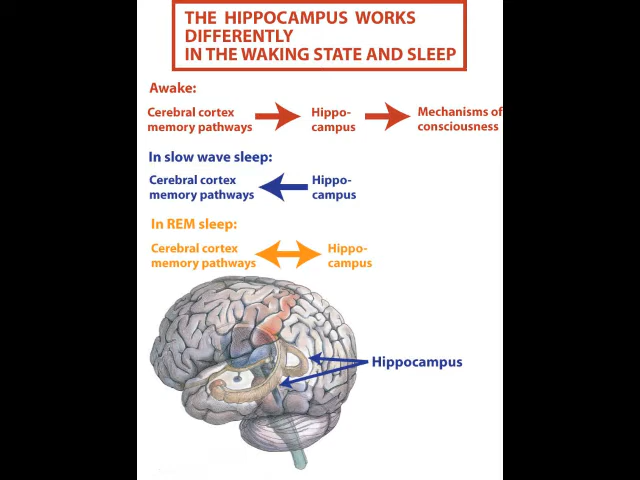 THE HIPPOCAMPUS WORKS
DIFFERENTLY
IN THE WAKING STATE AND SLEEP
Awake:
Cerebral cortex
memory pathways
Hippo-
campus
Mechanisms of
consciousness
In slow wave sleep:
Cerebral cortex
memory pathways
Hippo-
campus
In REM sleep:
Cerebral cortex
memory pathways
Hippo-
campus
Hippocampus